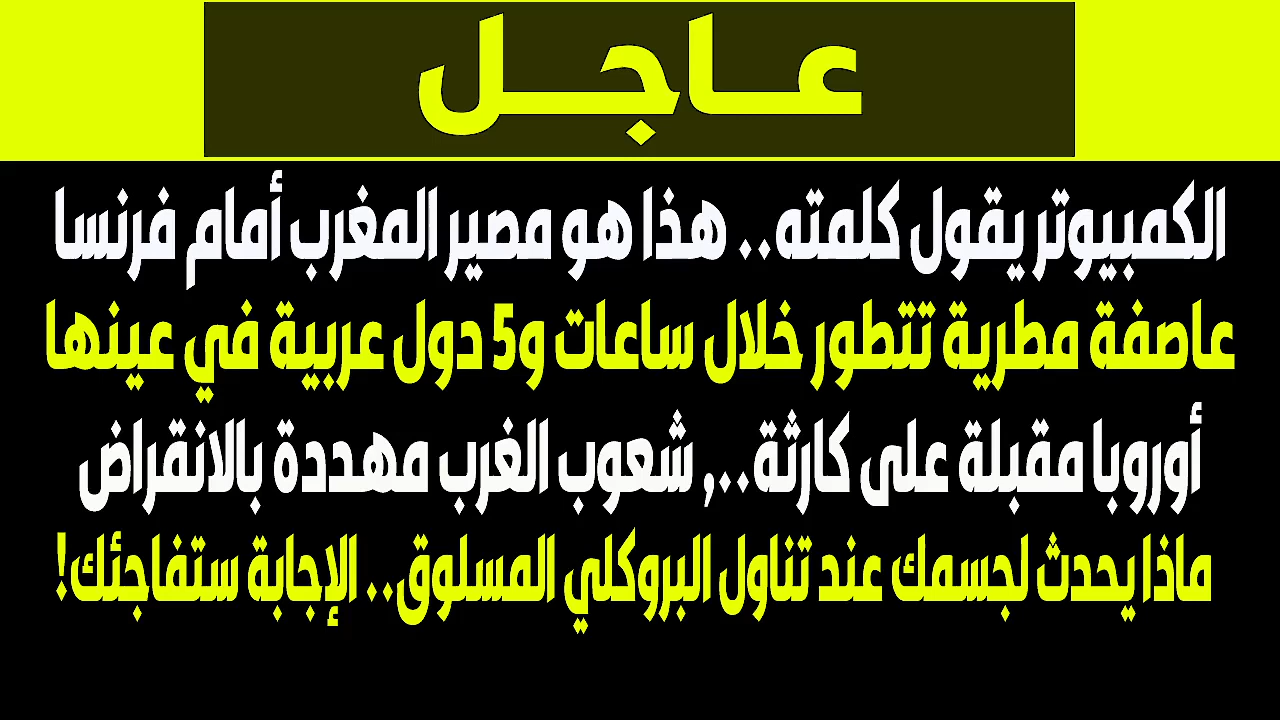 عاجل
الكمبيوتر يقول كلمته.. هذا هو مصير المغرب أمام فرنسا
عاصفة مطرية تتطور خلال ساعات و5 دول عربية في عينها
أوروبا مقبلة على كارثة.., شعوب الغرب مهددة بالانقراض
ماذا يحدث لجسمك عند تناول البروكلي المسلوق.. الإجابة ستفاجئك!